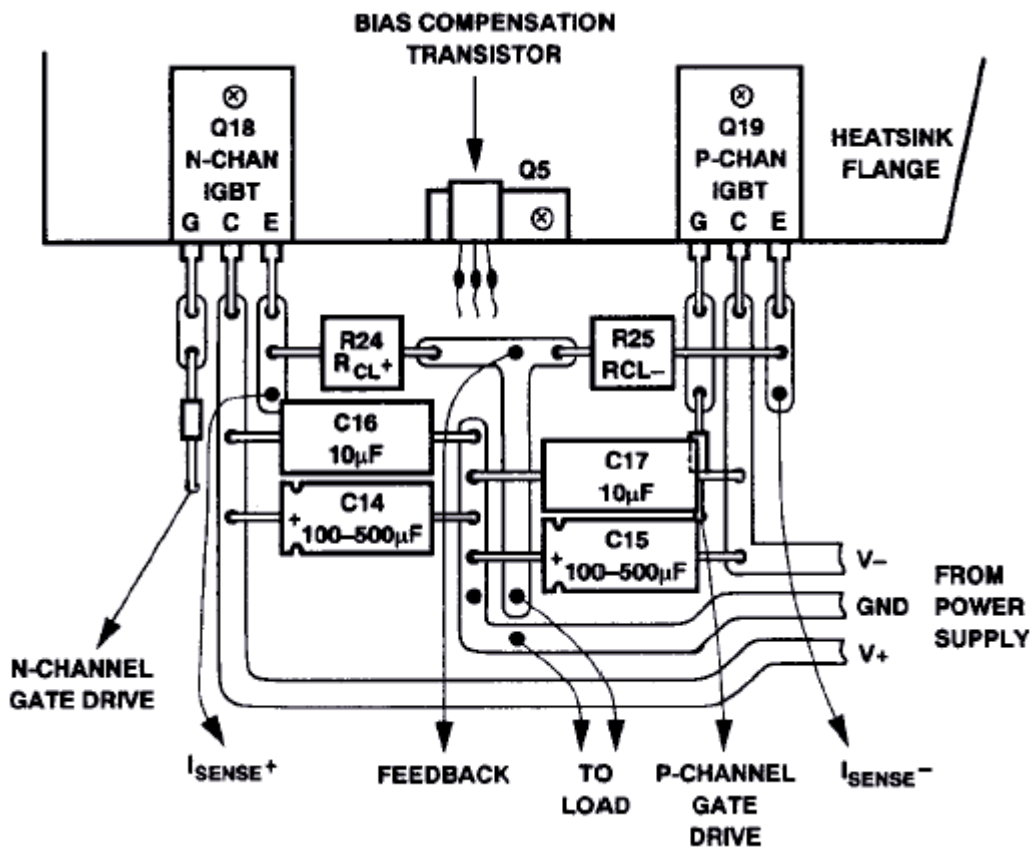 BIAS COMPENSATION
TRANSISTOR
Q18
N-CHAN
IGBT
G C E
Q5
Q19
P-CHAN
IGBT
G C E
HEATSINK
FLANGE
R24
RCL+
R25
RCL–
C16
10µF
C17
10µF
C14
+
100–500µF
C15
+
100–500µF
V–
GND
V+
FROM
POWER
SUPPLY
N-CHANNEL
GATE DRIVE
ISENSE+
FEEDBACK
TO
LOAD
P-CHANNEL
GATE
DRIVE
ISENSE–